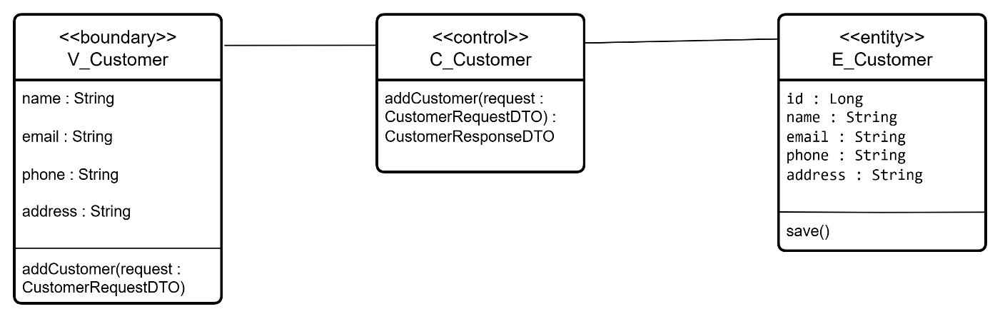 <<boundary>>
V_Customer
name : String
email : String
phone : String
address : String
addCustomer(request :
CustomerRequestDTO)
<<control>>
C_Customer
addCustomer(request :
CustomerRequestDTO) :
CustomerResponseDTO
<<entity>>
E_Customer
id : Long
name : String
email : String
phone : String
address : String
save()